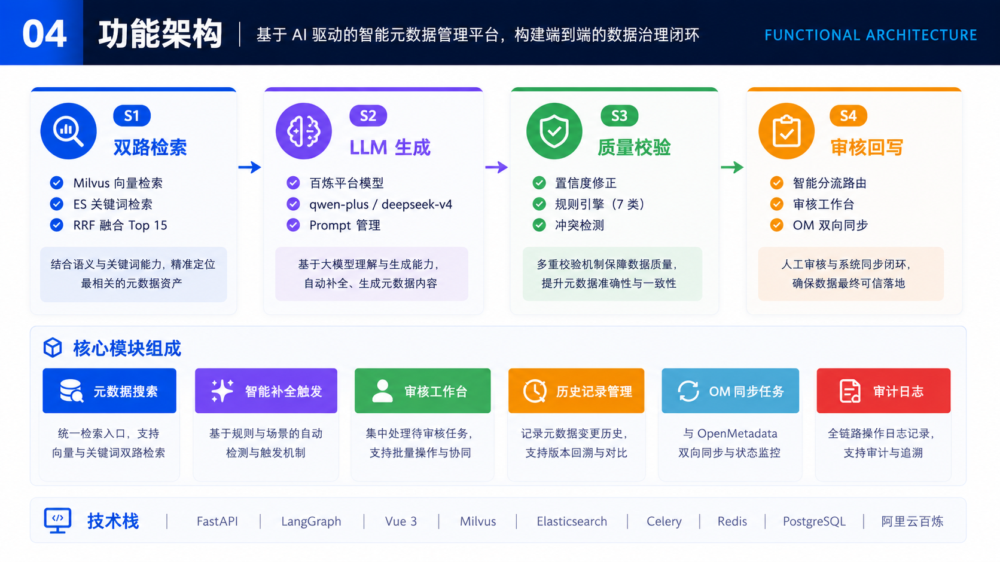 04 功能架构 基于 AI 驱动的智能元数据管理平台，构建端到端的数据治理闭环 FUNCTIONAL ARCHITECTURE
S1
双路检索
Milvus 向量检索
ES 关键词检索
RRF 融合 Top 15
结合语义与关键词能力，精准定位
最相关的元数据资产
S2
LLM 生成
百炼平台模型
qwen-plus / deepseek-v4
Prompt 管理
基于大模型理解与生成能力，
自动补全、生成元数据内容
S3
质量校验
置信度修正
规则引擎（7 类）
冲突检测
多重校验机制保障数据质量，
提升元数据准确性与一致性
S4
审核回写
智能分流路由
审核工作台
OM 双向同步
人工审核与系统同步闭环，
确保数据最终可信落地
核心模块组成
元数据搜索
统一检索入口，支持
向量与关键词双路检索
智能补全触发
基于规则与场景的自动
检测与触发机制
审核工作台
集中处理待审核任务，
支持批量操作与协同
历史记录管理
记录元数据变更历史，
支持版本回溯与对比
OM 同步任务
与 OpenMetadata
双向同步与状态监控
审计日志
全链路操作日志记录，
支持审计与追溯
技术栈 | FastAPI | LangGraph | Vue 3 | Milvus | Elasticsearch | Celery | Redis | PostgreSQL | 阿里云百炼